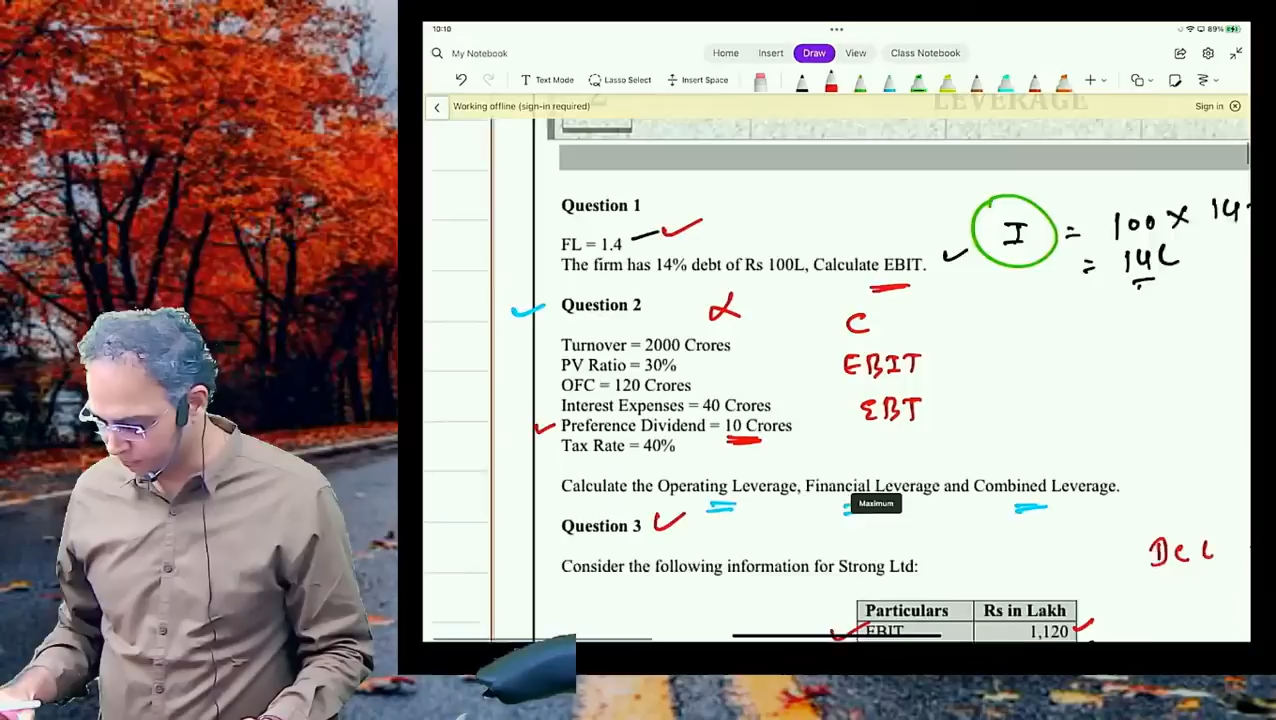 10:10
89%
My Notebook
Home Insert Draw View Class Notebook
Text Mode Lasso Select Insert Space
Working offline (sign-in required) Sign in
LEVERAGE
Question 1
FL = 1.4
The firm has 14% debt of Rs 100L, Calculate EBIT.
I = 100 × 14
= 14L
Question 2
Turnover = 2000 Crores
C
PV Ratio = 30%
EBIT
OFC = 120 Crores
Interest Expenses = 40 Crores
EBT
Preference Dividend = 10 Crores
Tax Rate = 40%
Calculate the Operating Leverage, Financial Leverage and Combined Leverage.
Maximum
Question 3
Consider the following information for Strong Ltd:
Particulars Rs in Lakh
EBIT 1,120